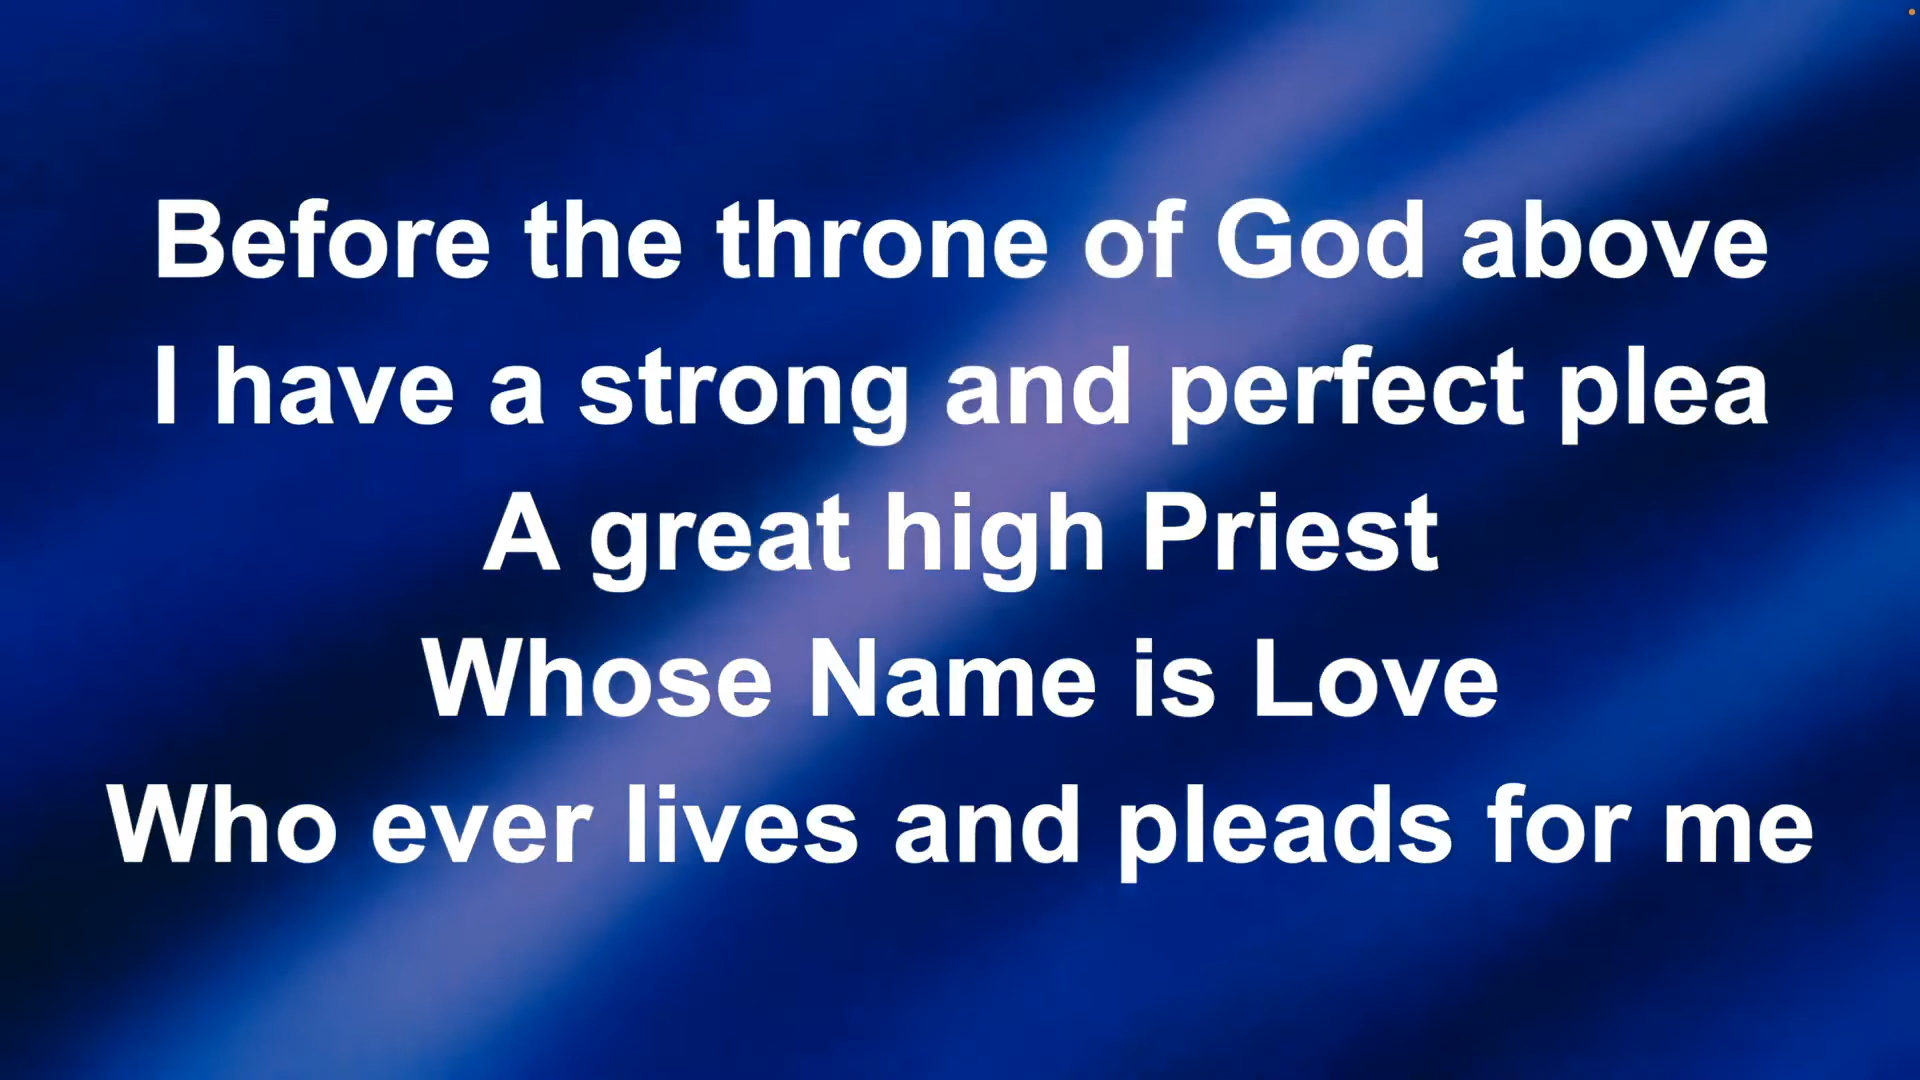 Before the throne of God above
I have a strong and perfect plea
A great high Priest
Whose Name is Love
Who ever lives and pleads for me